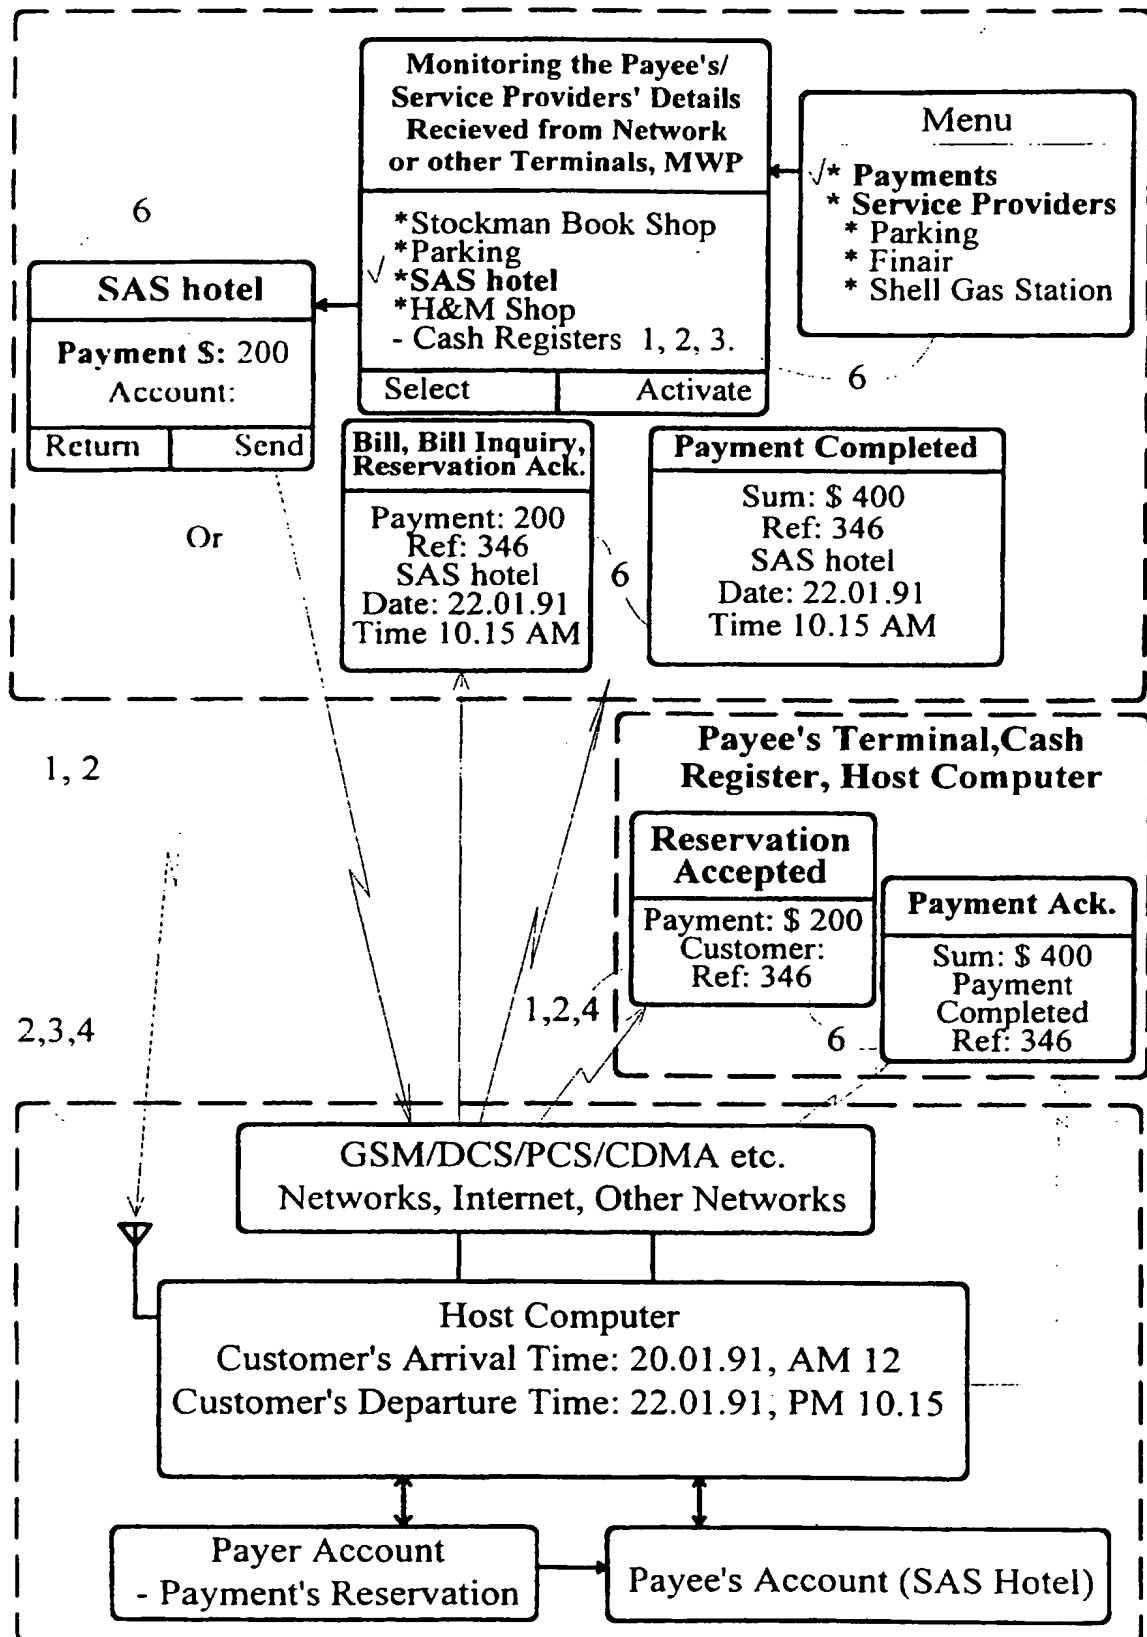 Monitoring the Payee's/
Service Providers' Details
Recieved from Network
or other Terminals, MWP
*Stockman Book Shop
*Parking
√ *SAS hotel
*H&M Shop
- Cash Registers 1, 2, 3.
Select Activate
Menu
√* Payments
* Service Providers
* Parking
* Finair
* Shell Gas Station
6
6
SAS hotel
Payment $: 200
Account:
Return Send
Or
Bill, Bill Inquiry,
Reservation Ack.
Payment: 200
Ref: 346
SAS hotel
Date: 22.01.91
Time 10.15 AM
6
Payment Completed
Sum: $ 400
Ref: 346
SAS hotel
Date: 22.01.91
Time 10.15 AM
1, 2
Payee's Terminal,Cash
Register, Host Computer
Reservation
Accepted
Payment: $ 200
Customer:
Ref: 346
Payment Ack.
Sum: $ 400
Payment
Completed
Ref: 346
6
1,2,4
2,3,4
GSM/DCS/PCS/CDMA etc.
Networks, Internet, Other Networks
Host Computer
Customer's Arrival Time: 20.01.91, AM 12
Customer's Departure Time: 22.01.91, PM 10.15
Payer Account
- Payment's Reservation
Payee's Account (SAS Hotel)